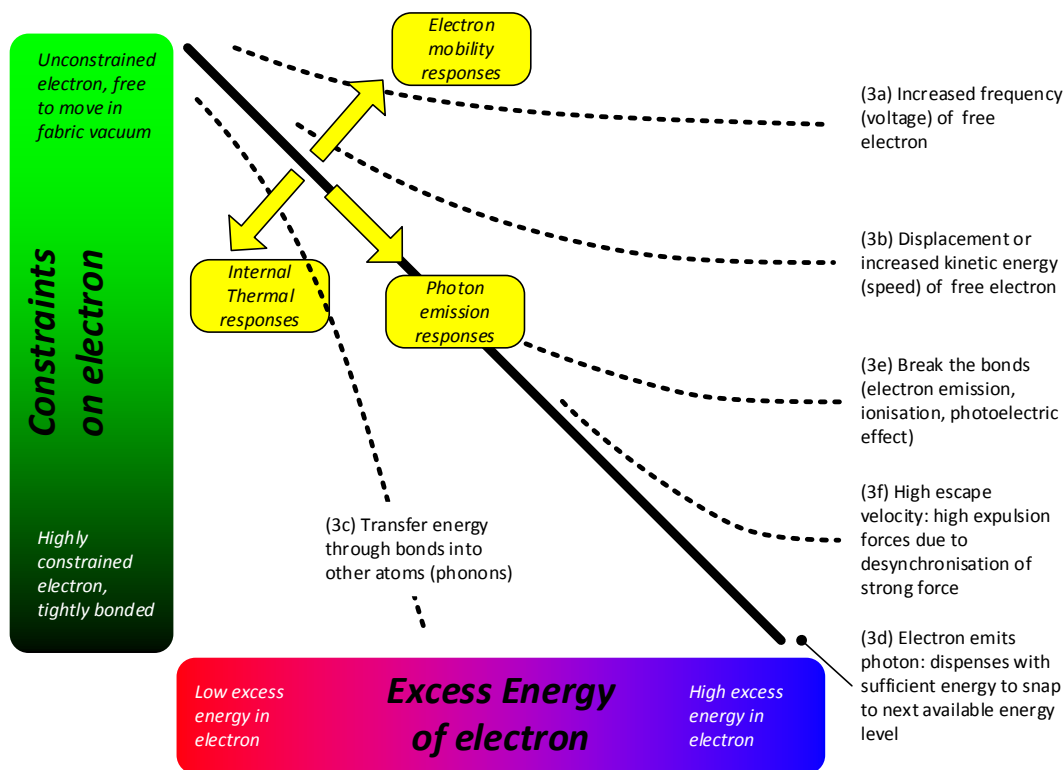 Electron
mobility
responses
Unconstrained
electron, free
to move in
fabric vacuum
(3a) Increased frequency
(voltage) of free
electron
Constraints
on electron
Internal
Thermal
responses
Photon
emission
responses
(3b) Displacement or
increased kinetic energy
(speed) of free electron
(3e) Break the bonds
(electron emission,
ionisation, photoelectric
effect)
Highly
constrained
electron,
tightly bonded
(3c) Transfer energy
through bonds into
other atoms (phonons)
(3f) High escape
velocity: high expulsion
forces due to
desynchronisation of
strong force
(3d) Electron emits
photon: dispenses with
sufficient energy to snap
to next available energy
level
Low excess
energy in
electron
Excess Energy
of electron
High excess
energy in
electron